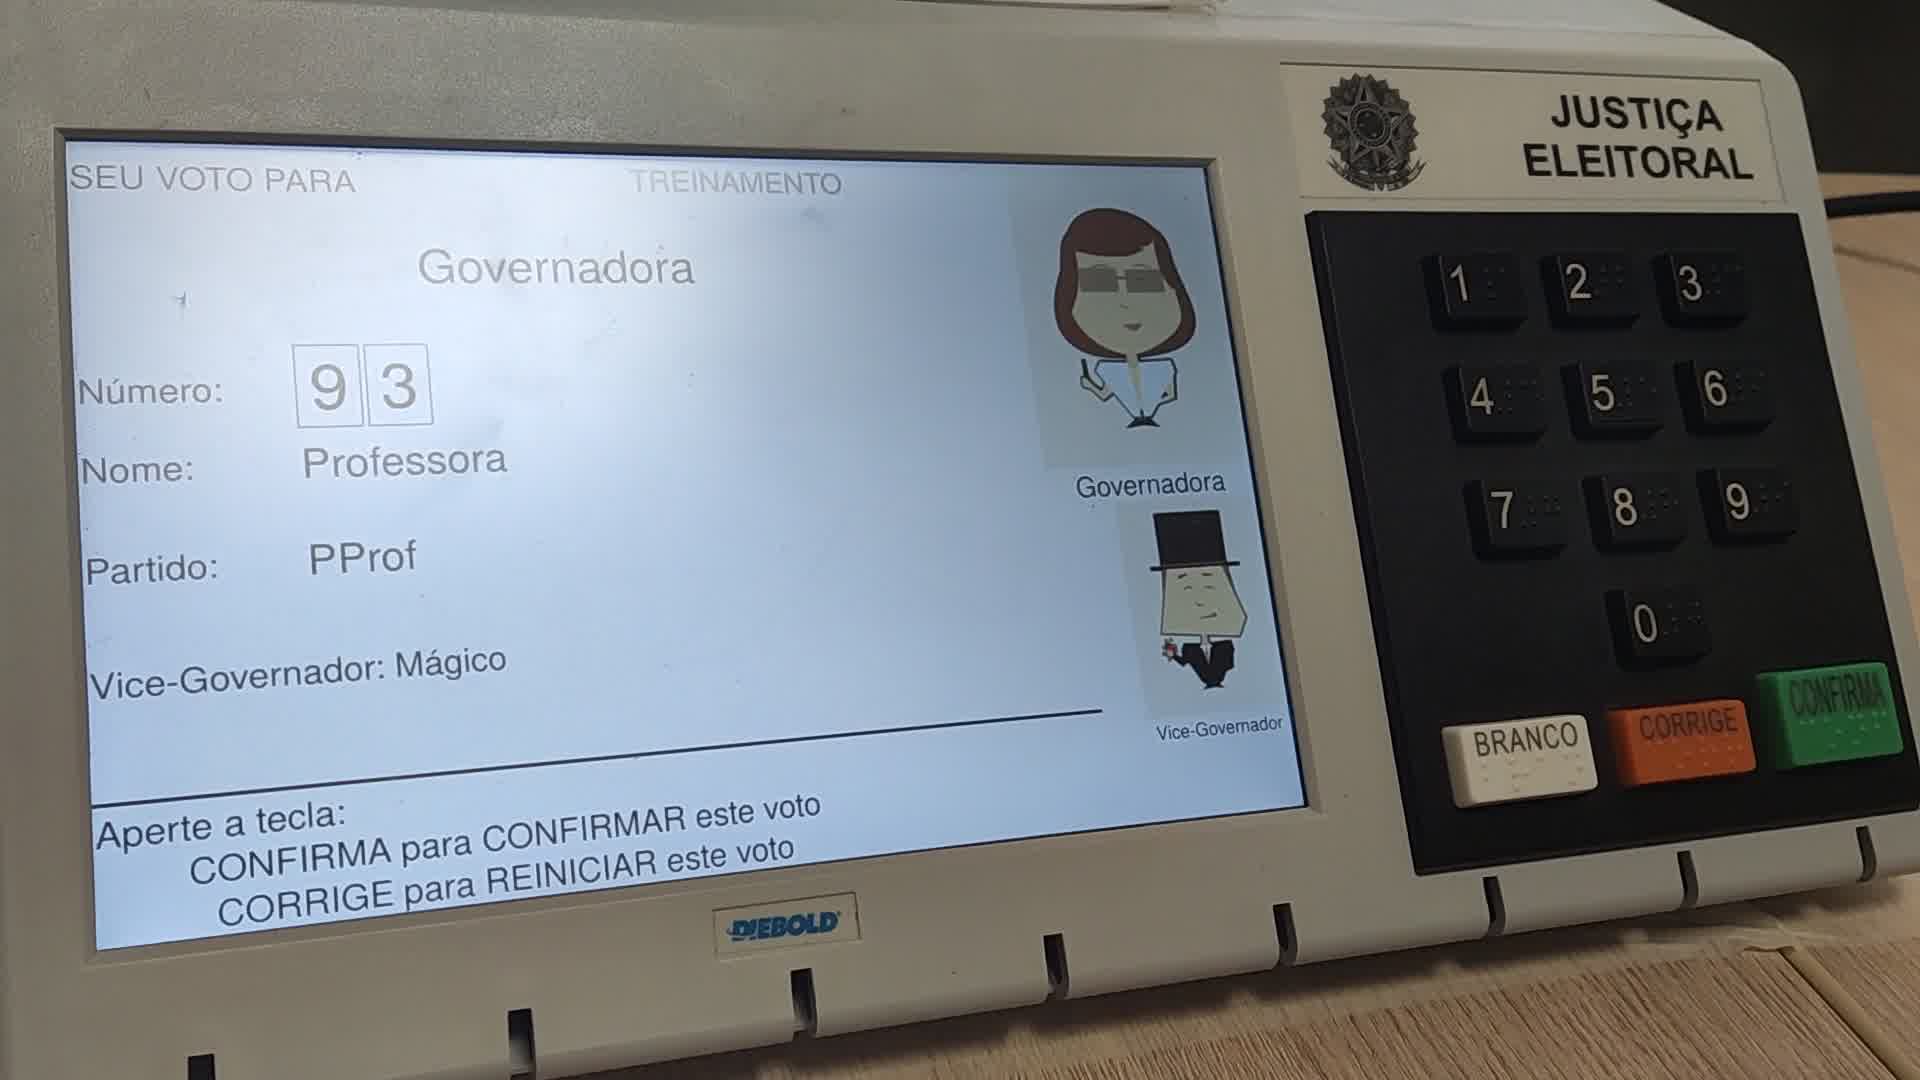 SEU VOTO PARA
TREINAMENTO
Governadora
Número: 93
Nome: Professora
Partido: PProf
Vice-Governador: Mágico
Governadora
Vice-Governador
Aperte a tecla:
CONFIRMA para CONFIRMAR este voto
CORRIGE para REINICIAR este voto
DIEBOLD
JUSTIÇA
ELEITORAL
1 2 3
4 5 6
7 8 9
0
BRANCO CORRIGE CONFIRMA